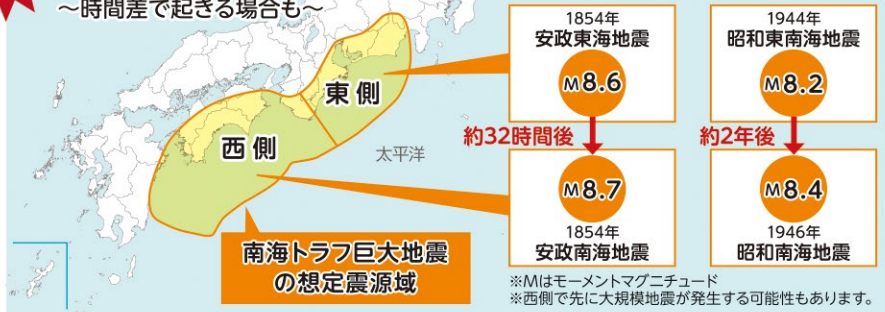 ～時間差で起きる場合も～
東側
西側
太平洋
南海トラフ巨大地震
の想定震源域
1854年
安政東海地震
M8.6
約32時間後
M8.7
1854年
安政南海地震
1944年
昭和東南海地震
M8.2
約2年後
M8.4
1946年
昭和南海地震
※Mはモーメントマグニチュード
※西側で先に大規模地震が発生する可能性もあります。